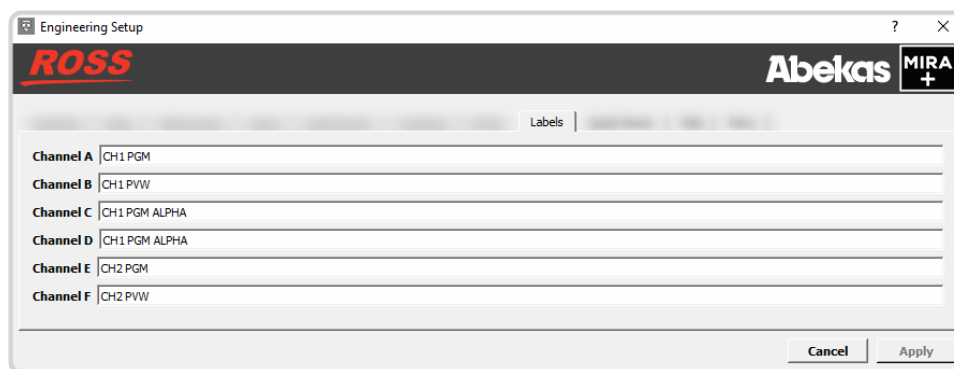 Engineering Setup ? X
ROSS Abekas MIRA +
Labels
Channel A CH1 PGM
Channel B CH1 PVW
Channel C CH1 PGM ALPHA
Channel D CH1 PGM ALPHA
Channel E CH2 PGM
Channel F CH2 PVW
Cancel Apply